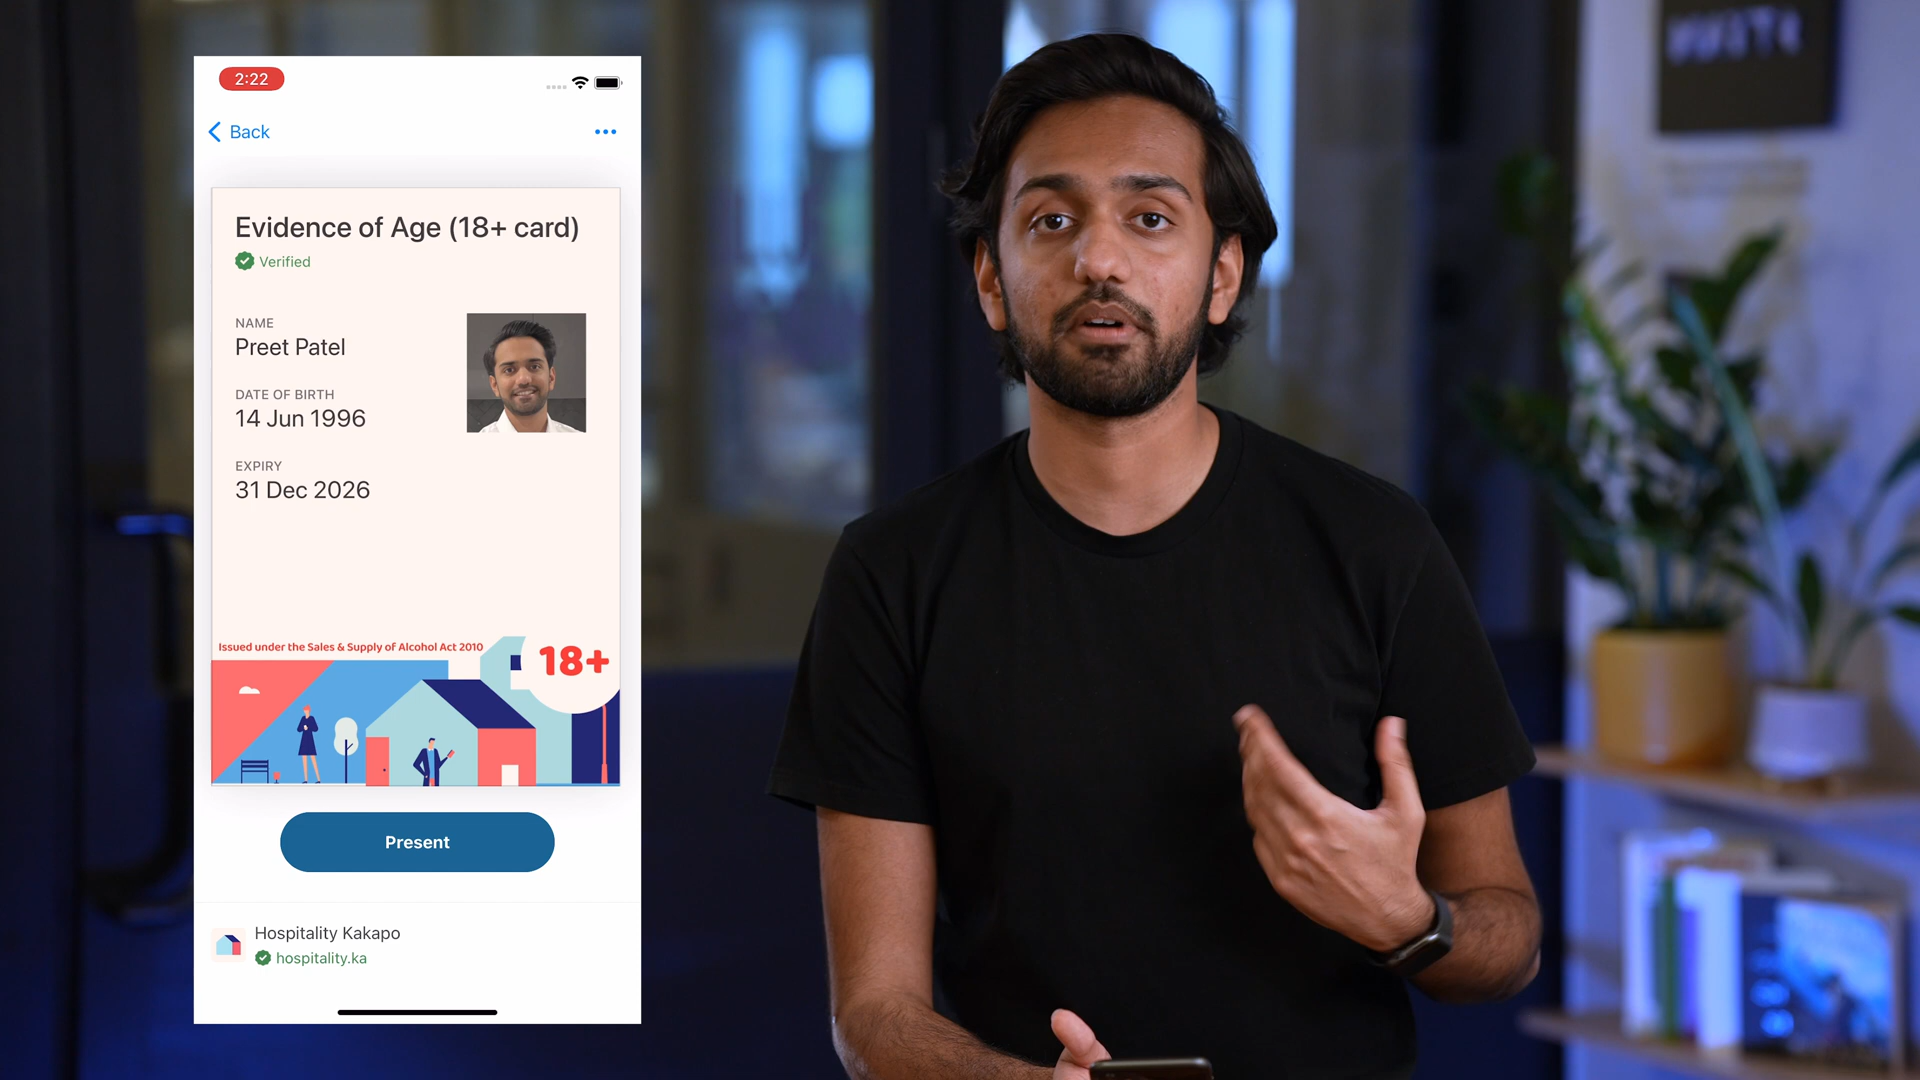 2:22
Back
Evidence of Age (18+ card)
Verified
NAME
Preet Patel
DATE OF BIRTH
14 Jun 1996
EXPIRY
31 Dec 2026
Issued under the Sales & Supply of Alcohol Act 2010
18+
Present
Hospitality Kakapo
hospitality.ka